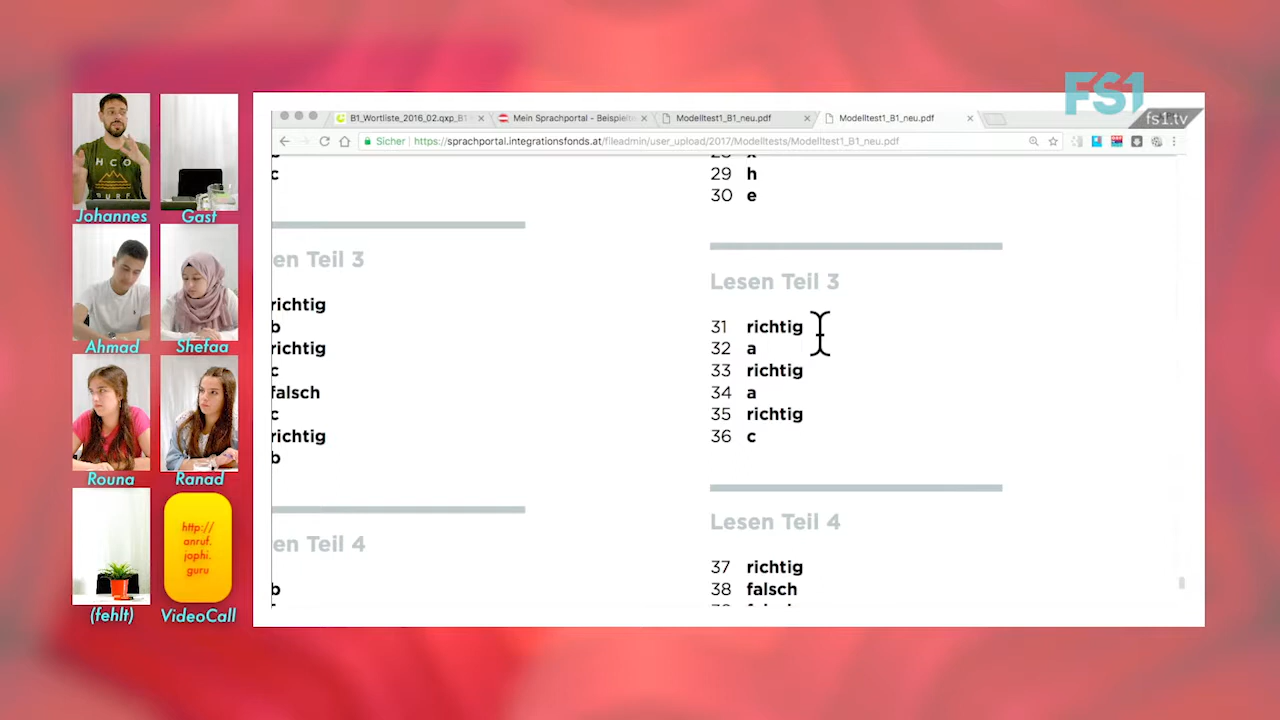 FS1
fs1.tv
B1_Wortliste_2016_02.qxp_B1
Mein Sprachportal - Beispielte
Modelltest1_B1_neu.pdf
Modelltest1_B1_neu.pdf
Sicher
https://sprachportal.integrationsfonds.at/fileadmin/user_upload/2017/Modelltests/Modelltest1_B1_neu.pdf
Johannes
Gast
Ahmad
Shefaa
Rouna
Ranad
(fehlt)
http://
anruf.
jophi.
guru
VideoCall
c
en Teil 3
richtig
b
richtig
c
falsch
c
richtig
b
en Teil 4
b
29 h
30 e
Lesen Teil 3
31 richtig
32 a
33 richtig
34 a
35 richtig
36 c
Lesen Teil 4
37 richtig
38 falsch